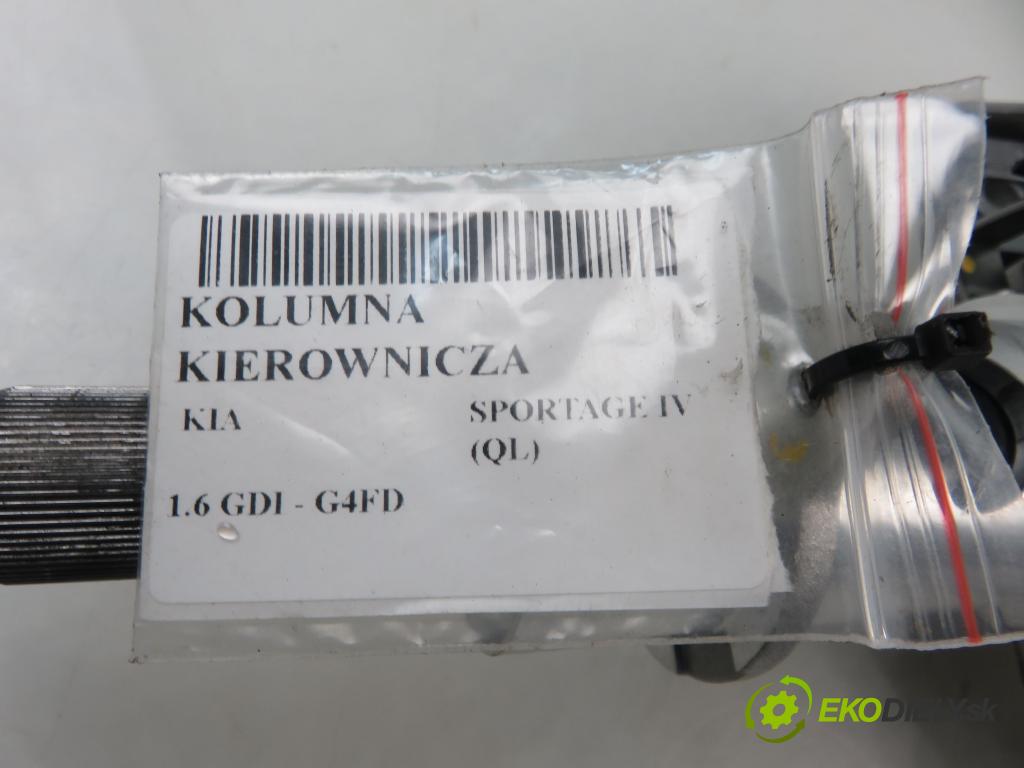 KOLUMNA
KIEROWNICZA
KIA SPORTAGE IV
(QL)
1.6 GDI - G4FD
EKODIELY.sk